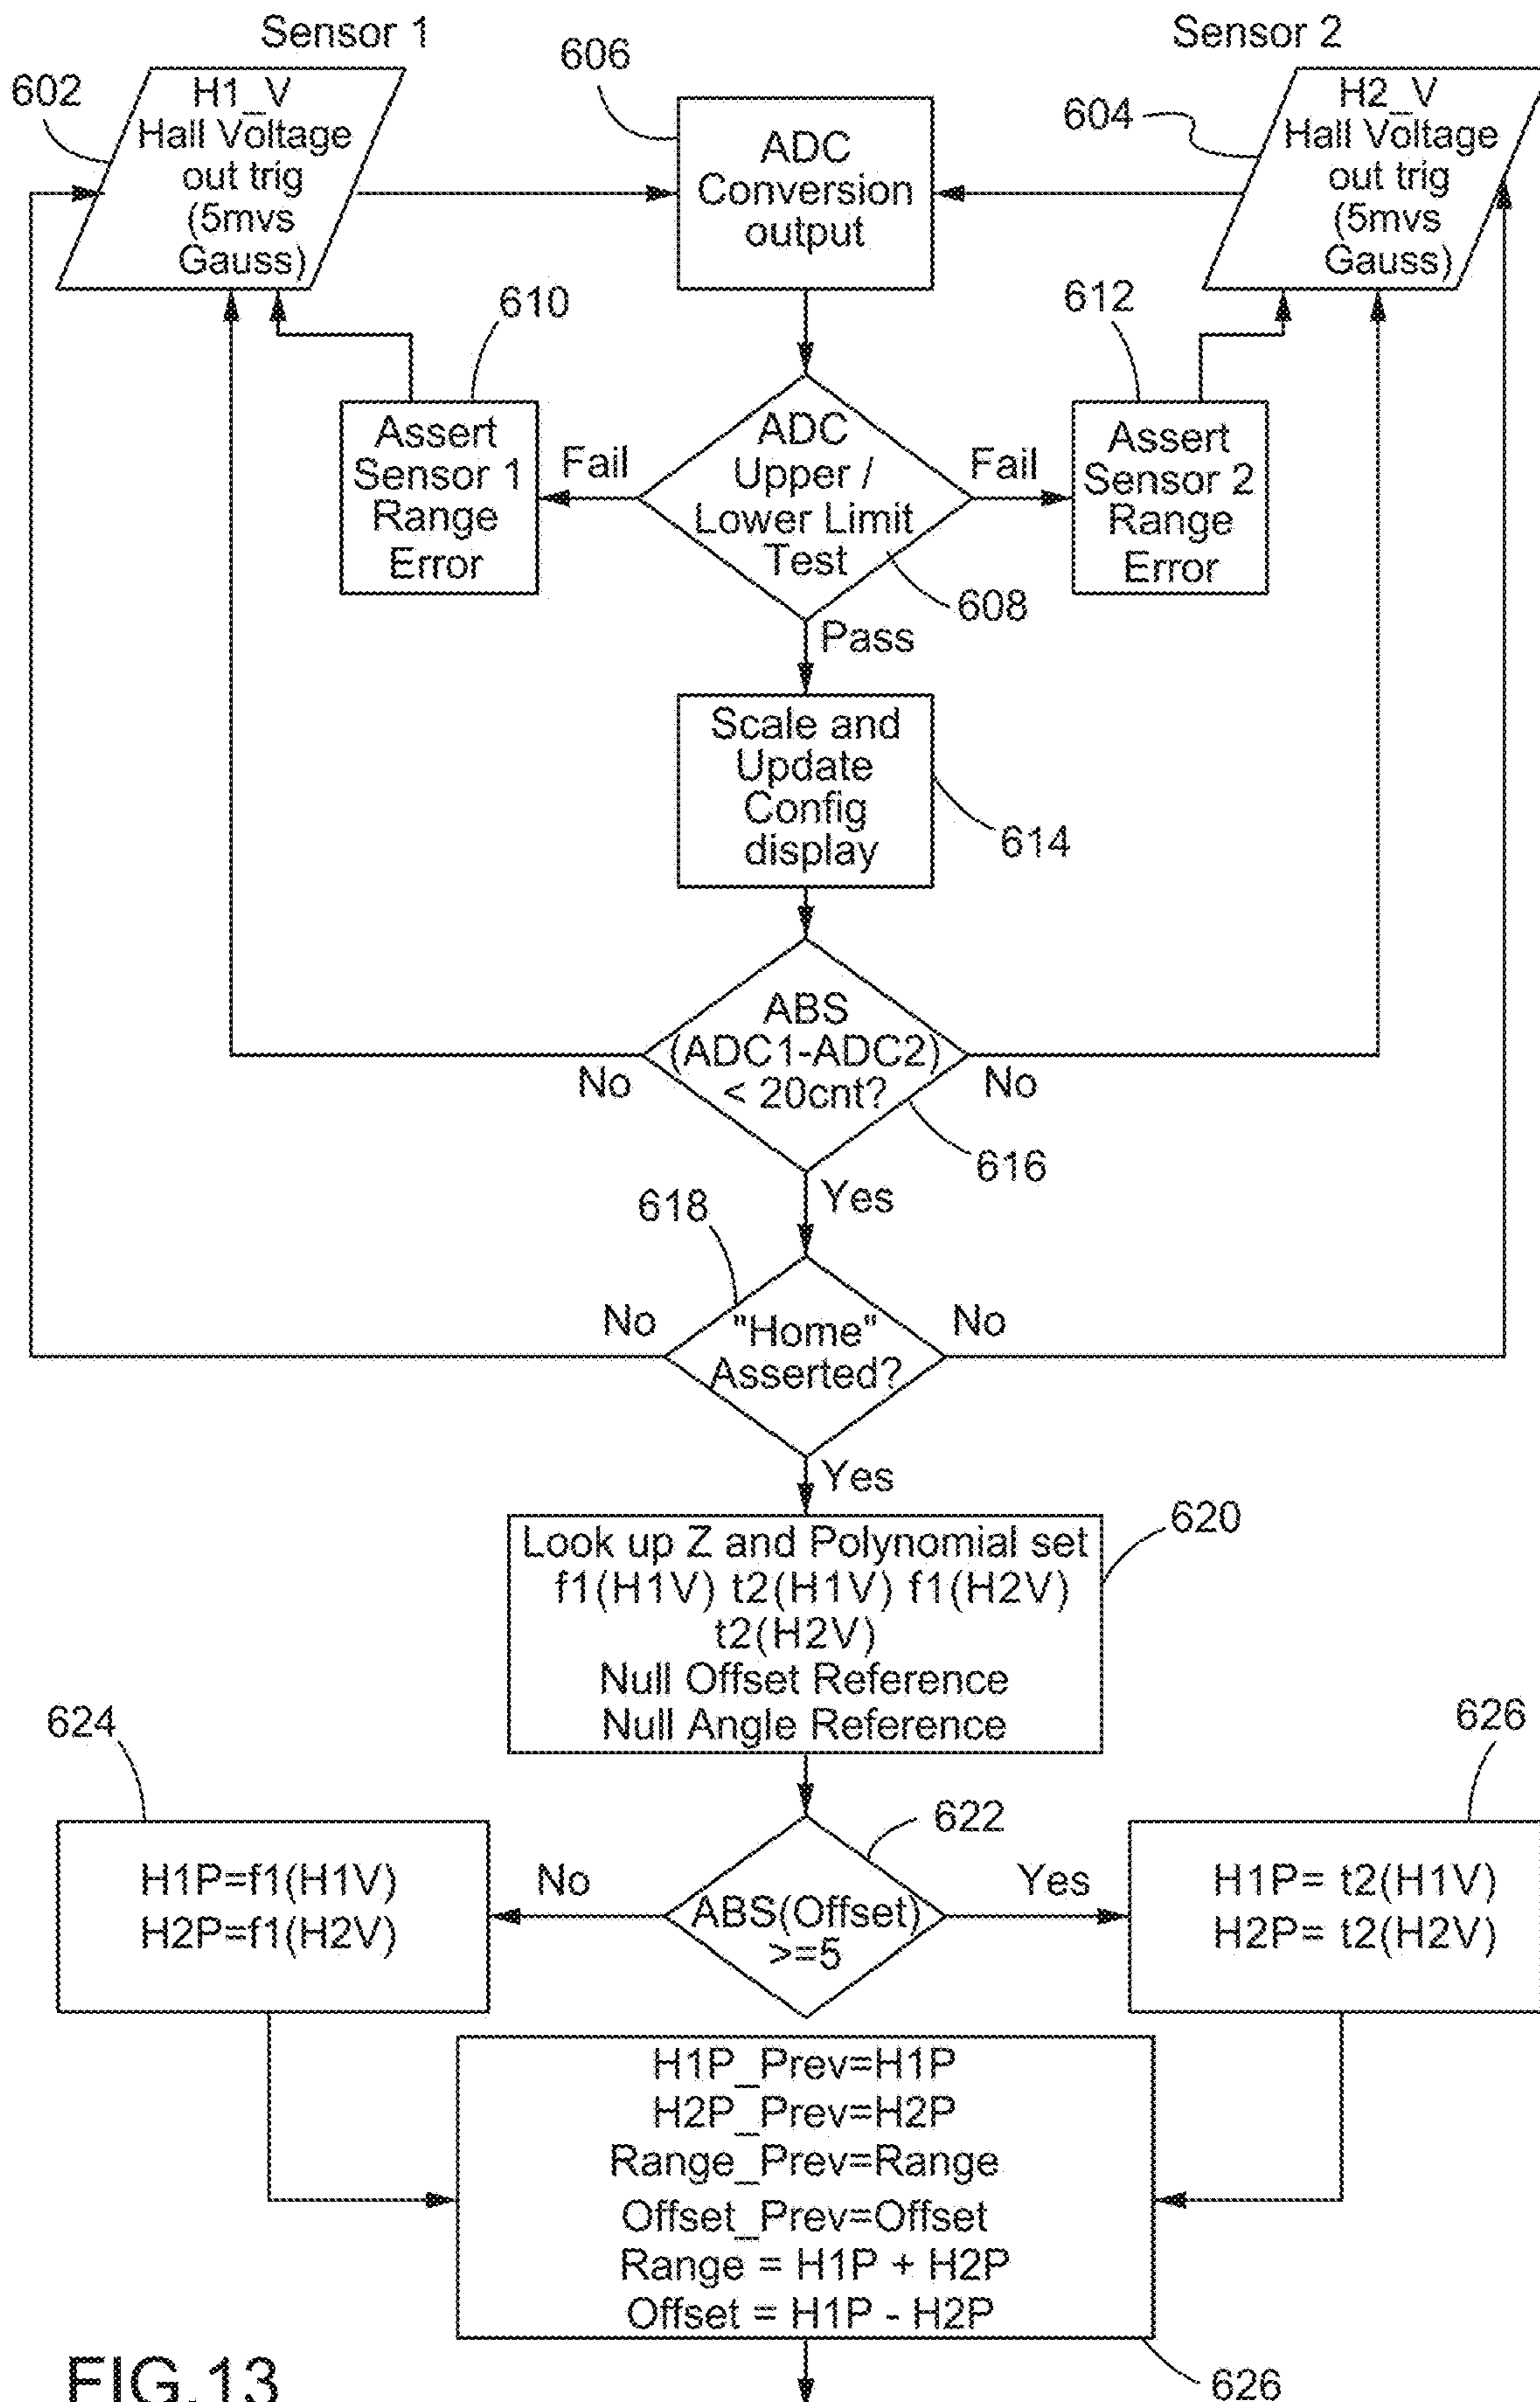 Sensor 1
Sensor 2
602
H1_V
Hall Voltage
out trig
(5mvs
Gauss)
606
ADC
Conversion
output
604
H2_V
Hall Voltage
out trig
(5mvs
Gauss)
610
Assert
Sensor 1
Range
Error
Fail
ADC
Upper /
Lower Limit
Test
608
Fail
612
Assert
Sensor 2
Range
Error
Pass
Scale and
Update
Config
display
614
ABS
(ADC1-ADC2)
< 20cnt?
No
No
616
Yes
618
"Home"
Asserted?
No
No
Yes
Look up Z and Polynomial set
f1(H1V) t2(H1V) f1(H2V)
t2(H2V)
Null Offset Reference
Null Angle Reference
620
622
ABS(Offset)
>=5
No
Yes
624
H1P=f1(H1V)
H2P=f1(H2V)
626
H1P= t2(H1V)
H2P= t2(H2V)
H1P_Prev=H1P
H2P_Prev=H2P
Range_Prev=Range
Offset_Prev=Offset
Range = H1P + H2P
Offset = H1P - H2P
626
FIG.13